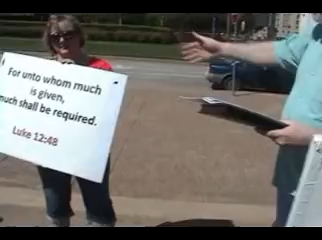 For unto whom much
is given,
much shall be required.
Luke 12:48